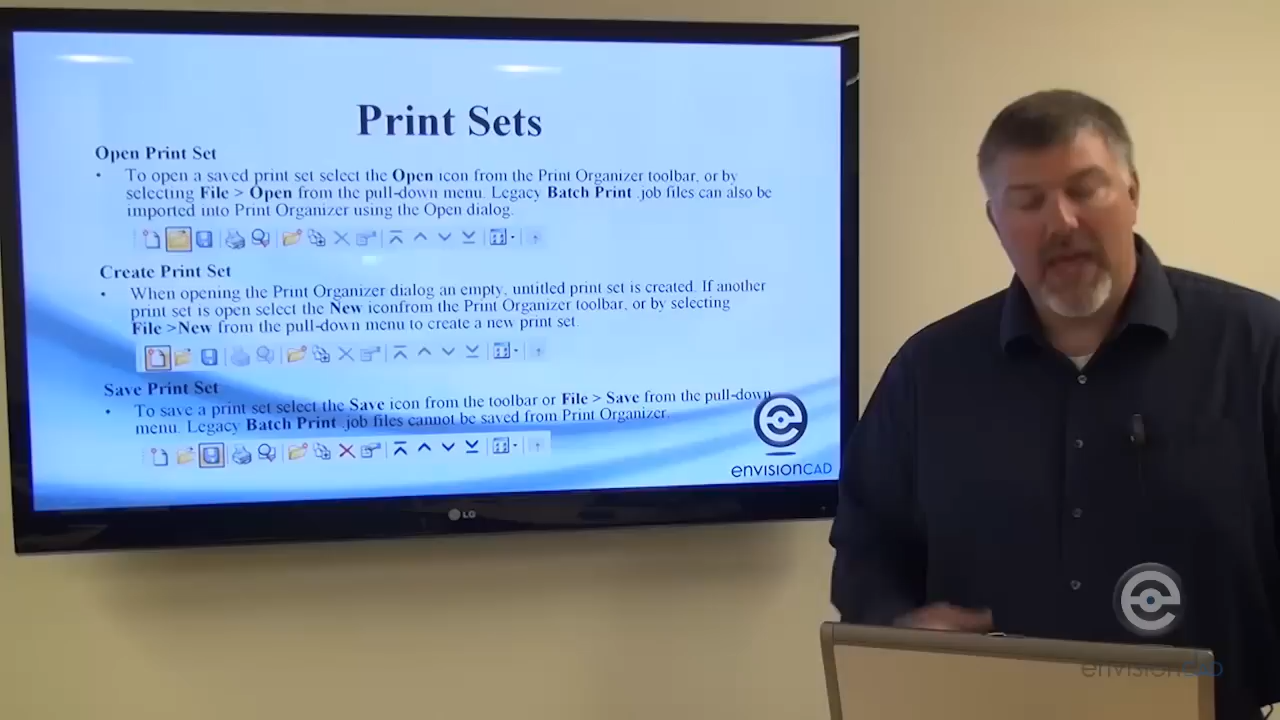 Print Sets
Open Print Set
• To open a saved print set select the Open icon from the Print Organizer toolbar, or by
selecting File > Open from the pull-down menu. Legacy Batch Print .job files can also be
imported into Print Organizer using the Open dialog.
Create Print Set
• When opening the Print Organizer dialog an empty, untitled print set is created. If another
print set is open select the New iconfrom the Print Organizer toolbar, or by selecting
File >New from the pull-down menu to create a new print set.
Save Print Set
• To save a print set select the Save icon from the toolbar or File > Save from the pull-down
menu. Legacy Batch Print .job files cannot be saved from Print Organizer.
envisionCAD
LG
envisionCAD